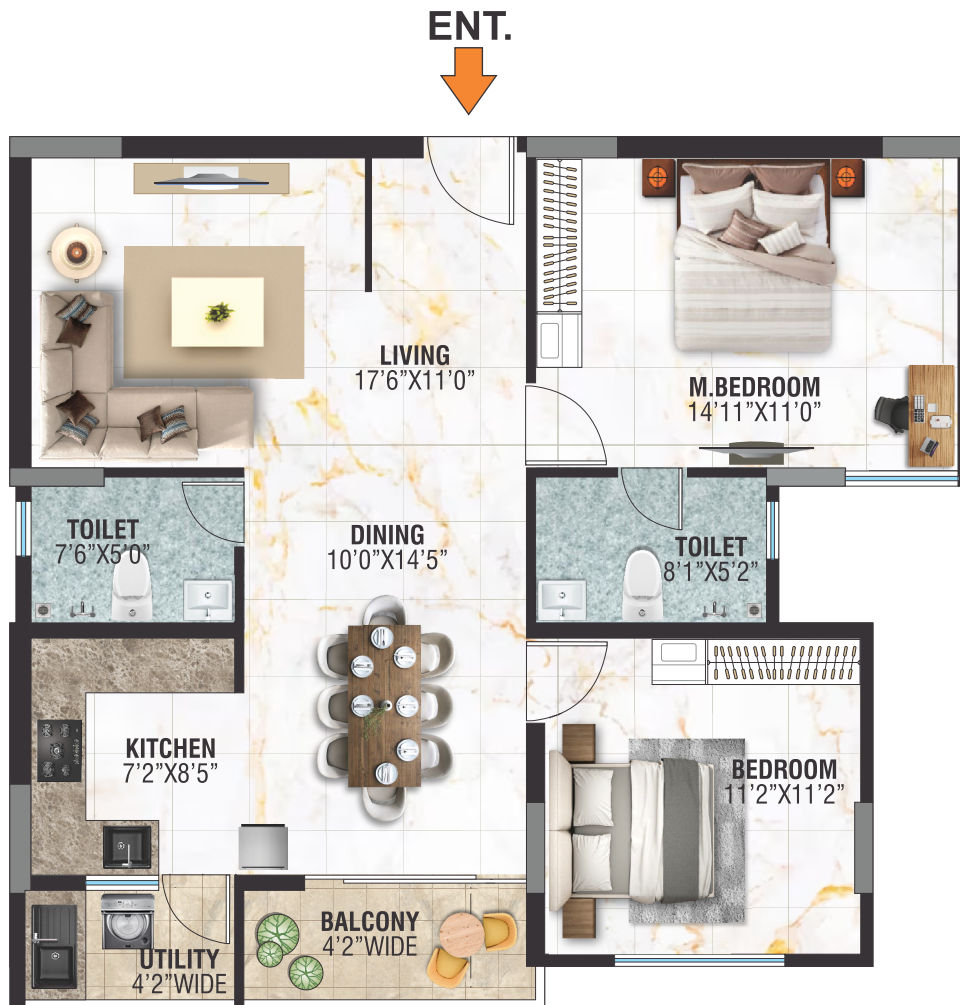 ENT.
LIVING
17’6”X11’0”
M.BEDROOM
14’11”X11’0”
TOILET
7’6”X5’0”
DINING
10’0”X14’5”
TOILET
8’1”X5’2”
KITCHEN
7’2”X8’5”
BEDROOM
11’2”X11’2”
BALCONY
4’2”WIDE
UTILITY
4’2”WIDE